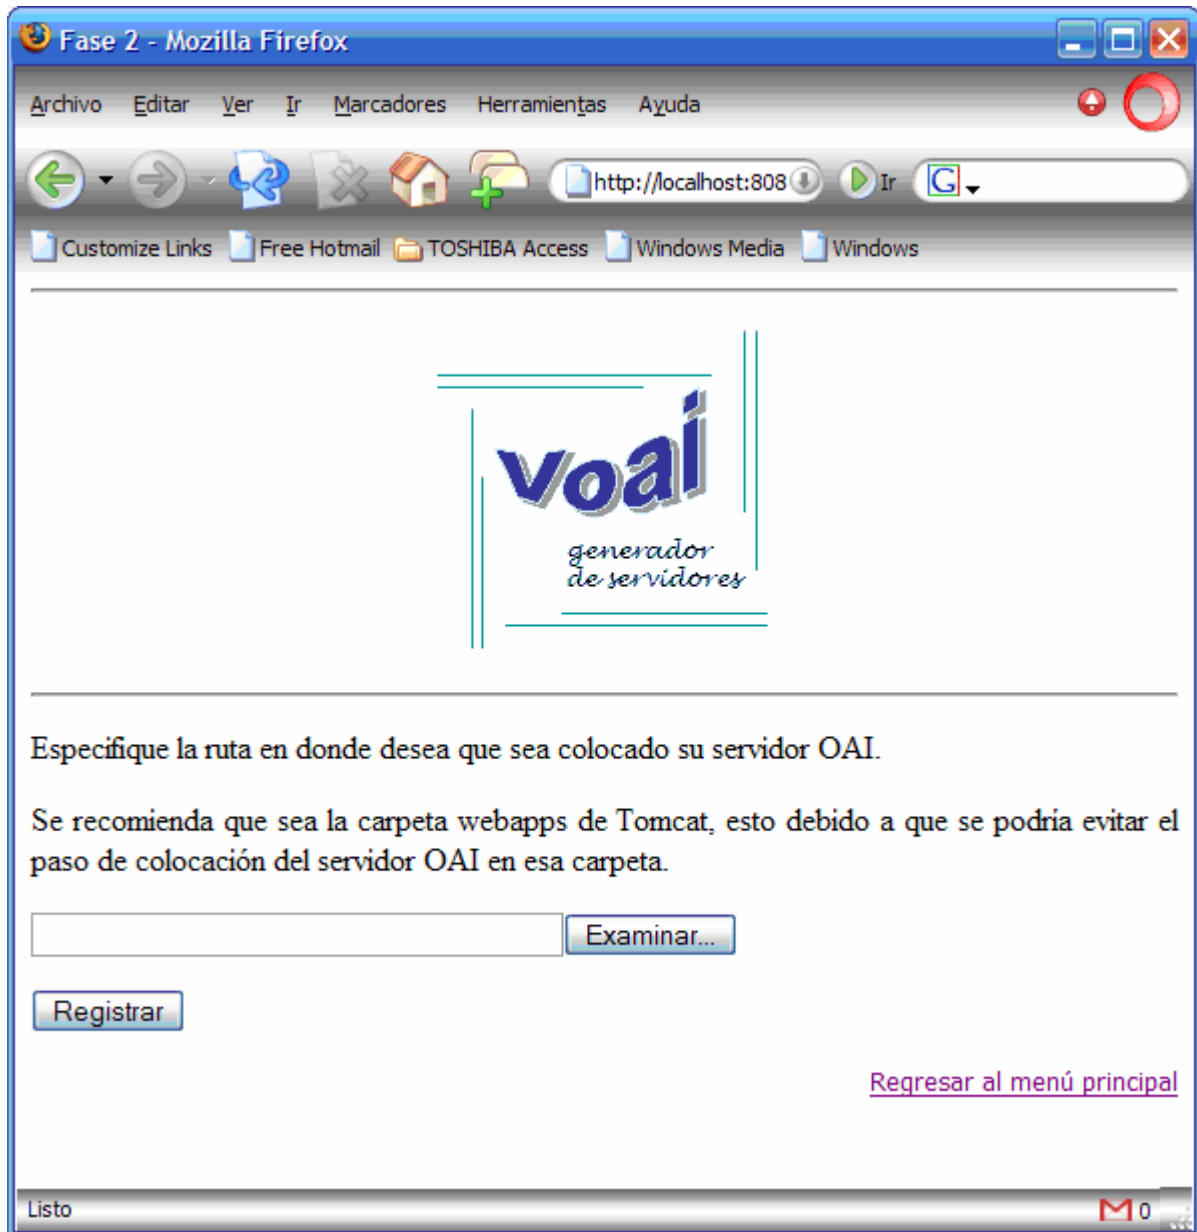 Fase 2 - Mozilla Firefox
Archivo Editar Ver Ir Marcadores Herramientas Ayuda
http://localhost:808 Ir G
Customize Links Free Hotmail TOSHIBA Access Windows Media Windows
voai
generador
de servidores
Especifique la ruta en donde desea que sea colocado su servidor OAI.
Se recomienda que sea la carpeta webapps de Tomcat, esto debido a que se podría evitar el
paso de colocación del servidor OAI en esa carpeta.
Examinar...
Registrar
Regresar al menú principal
Listo 0